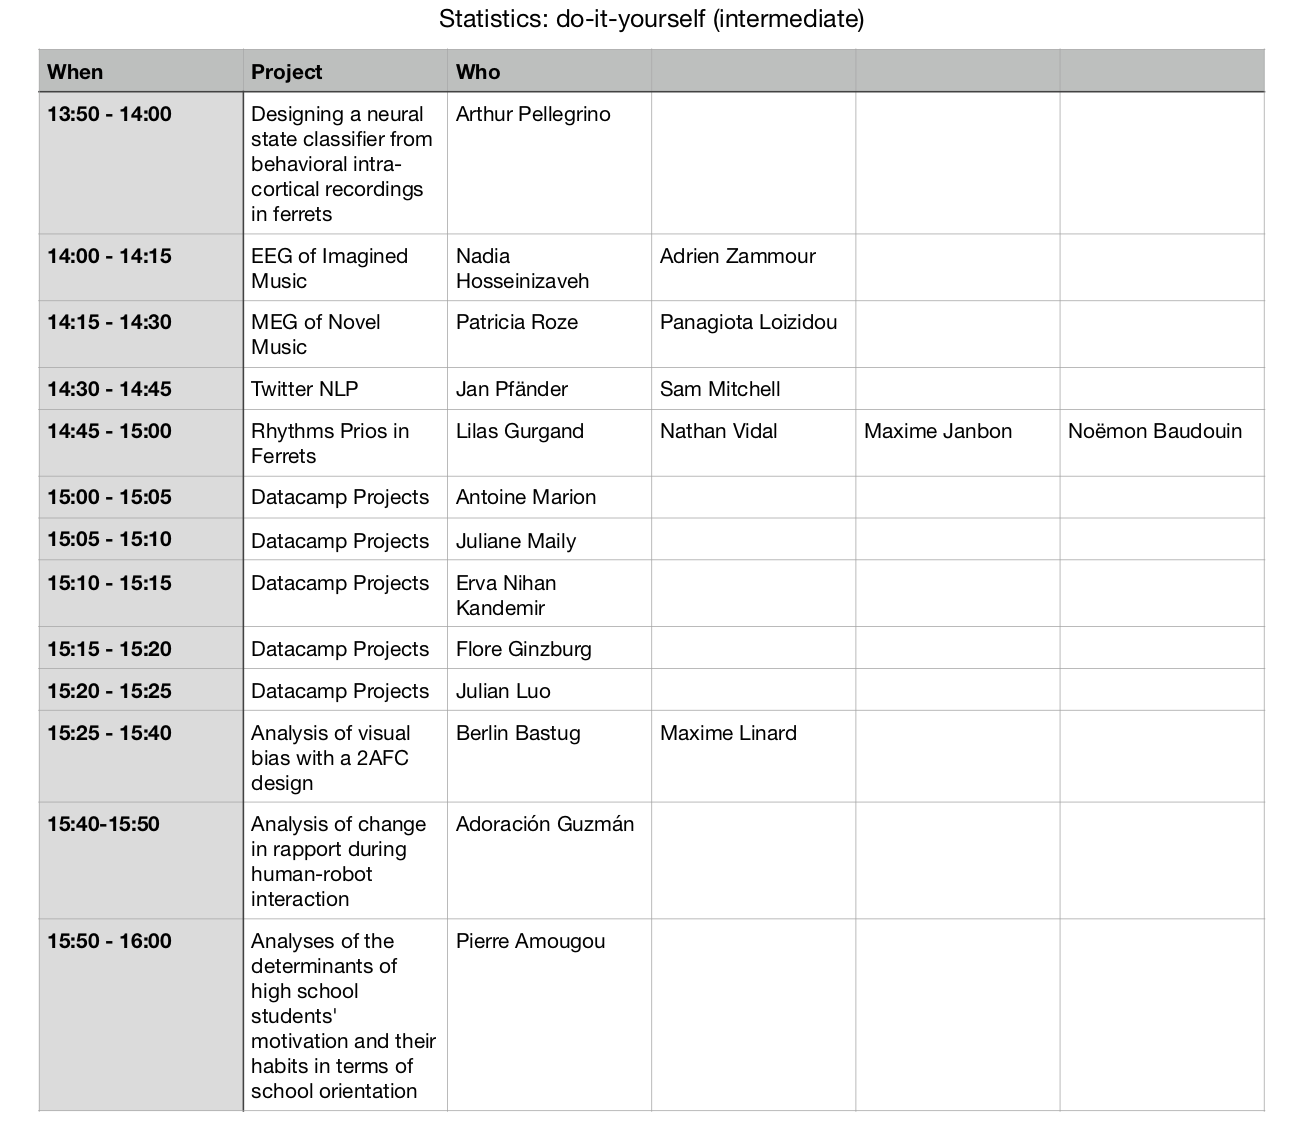 Statistics: do-it-yourself (intermediate)
When Project Who
13:50 - 14:00 Designing a neural Arthur Pellegrino
state classifier from
behavioral intra-
cortical recordings
in ferrets
14:00 - 14:15 EEG of Imagined Nadia Adrien Zammour
Music Hosseinizaveh
14:15 - 14:30 MEG of Novel Patricia Roze Panagiota Loizidou
Music
14:30 - 14:45 Twitter NLP Jan Pfänder Sam Mitchell
14:45 - 15:00 Rhythms Prios in Lilas Gurgand Nathan Vidal Maxime Janbon Noëmon Baudouin
Ferrets
15:00 - 15:05 Datacamp Projects Antoine Marion
15:05 - 15:10 Datacamp Projects Juliane Maily
15:10 - 15:15 Datacamp Projects Erva Nihan
Kandemir
15:15 - 15:20 Datacamp Projects Flore Ginzburg
15:20 - 15:25 Datacamp Projects Julian Luo
15:25 - 15:40 Analysis of visual Berlin Bastug Maxime Linard
bias with a 2AFC
design
15:40-15:50 Analysis of change Adoración Guzmán
in rapport during
human-robot
interaction
15:50 - 16:00 Analyses of the Pierre Amougou
determinants of
high school
students'
motivation and their
habits in terms of
school orientation